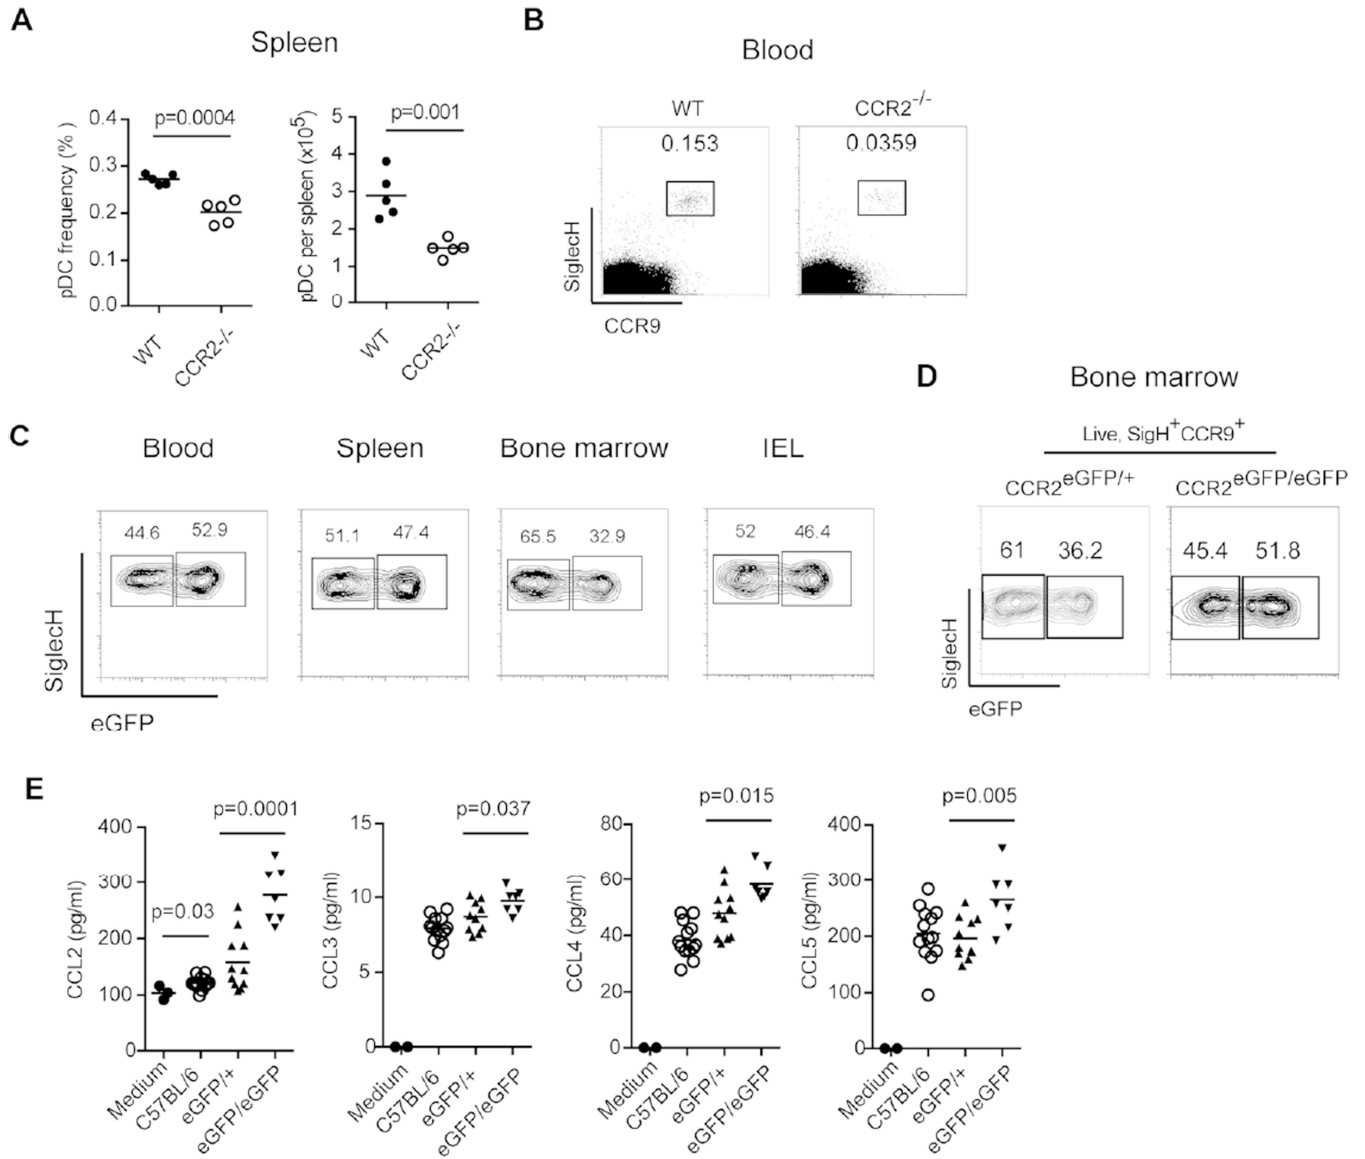 A
Spleen
p=0.0004
0.4
0.3
0.2
0.1
0.0
pDC frequency (% )
WT
CCR2-/-
p=0.001
5
4
3
2
1
0
pDC per spleen (x10⁵)
WT
CCR2-/-
B
Blood
WT
CCR2⁻/⁻
0.153
0.0359
SiglecH
CCR9
C
Blood
Spleen
Bone marrow
IEL
44.6
52.9
51.1
47.4
65.5
32.9
52
46.4
SiglecH
eGFP
D
Bone marrow
Live, SigH⁺CCR9⁺
CCR2eGFP/+
CCR2eGFP/eGFP
61
36.2
45.4
51.8
SiglecH
eGFP
E
p=0.0001
p=0.03
400
300
200
100
0
CCL2 (pg/ml)
Medium
C57BL/6
eGFP/+
eGFP/eGFP
p=0.037
15
10
5
0
CCL3 (pg/ml)
Medium
C57BL/6
eGFP/+
eGFP/eGFP
p=0.015
80
60
40
20
0
CCL4 (pg/ml)
Medium
C57BL/6
eGFP/+
eGFP/eGFP
p=0.005
400
300
200
100
0
CCL5 (pg/ml)
Medium
C57BL/6
eGFP/+
eGFP/eGFP